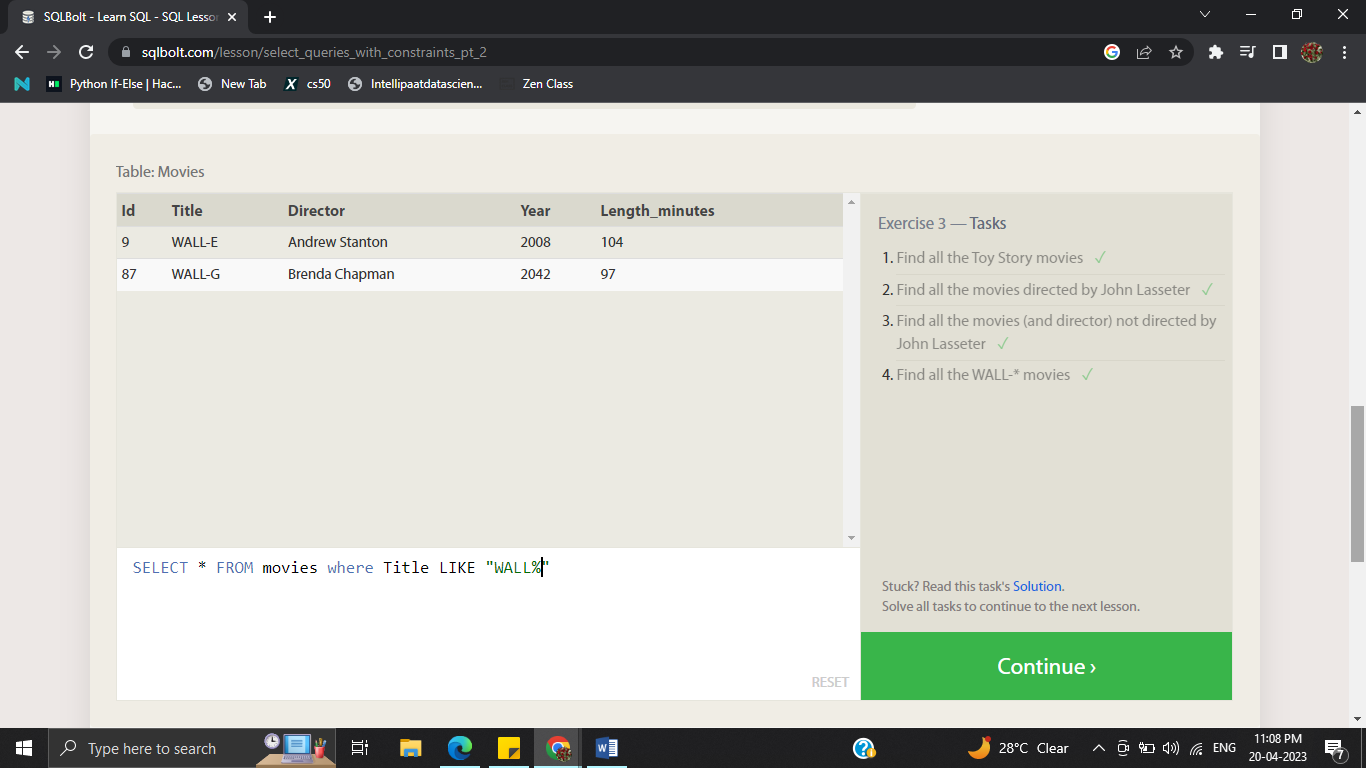 SQLBolt - Learn SQL - SQL Lesson
sqlbolt.com/lesson/select_queries_with_constraints_pt_2
Python If-Else | Hac... New Tab cs50 Intellipaatdatascien... Zen Class
Table: Movies
Id Title Director Year Length_minutes
9 WALL-E Andrew Stanton 2008 104
87 WALL-G Brenda Chapman 2042 97
Exercise 3 — Tasks
1. Find all the Toy Story movies ✓
2. Find all the movies directed by John Lasseter ✓
3. Find all the movies (and director) not directed by
John Lasseter ✓
4. Find all the WALL-* movies ✓
SELECT * FROM movies where Title LIKE "WALL%"
RESET
Stuck? Read this task's Solution.
Solve all tasks to continue to the next lesson.
Continue ›
Type here to search
28°C Clear
ENG
11:08 PM
20-04-2023
7